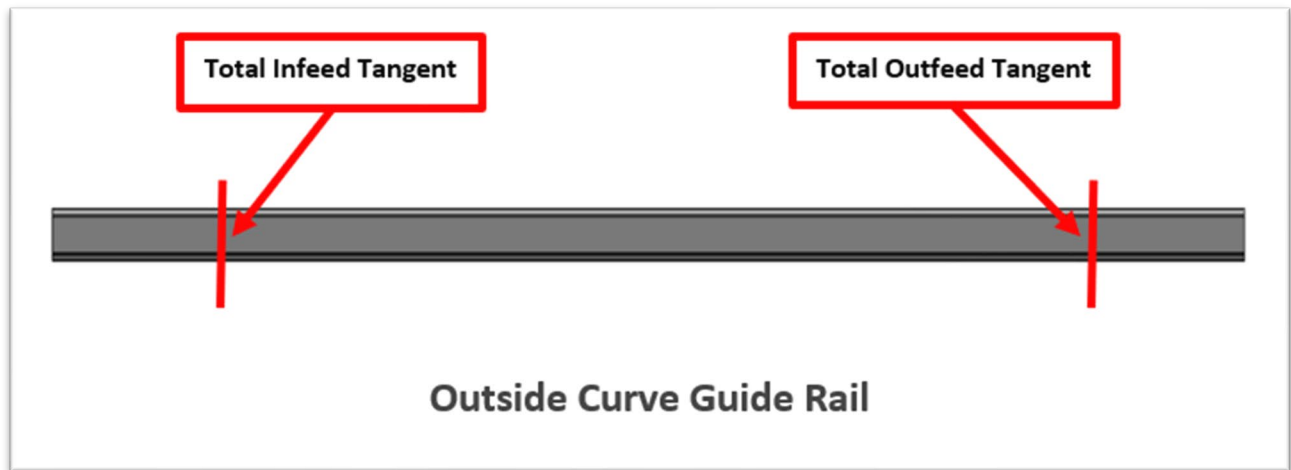 Total Infeed Tangent
Total Outfeed Tangent
Outside Curve Guide Rail